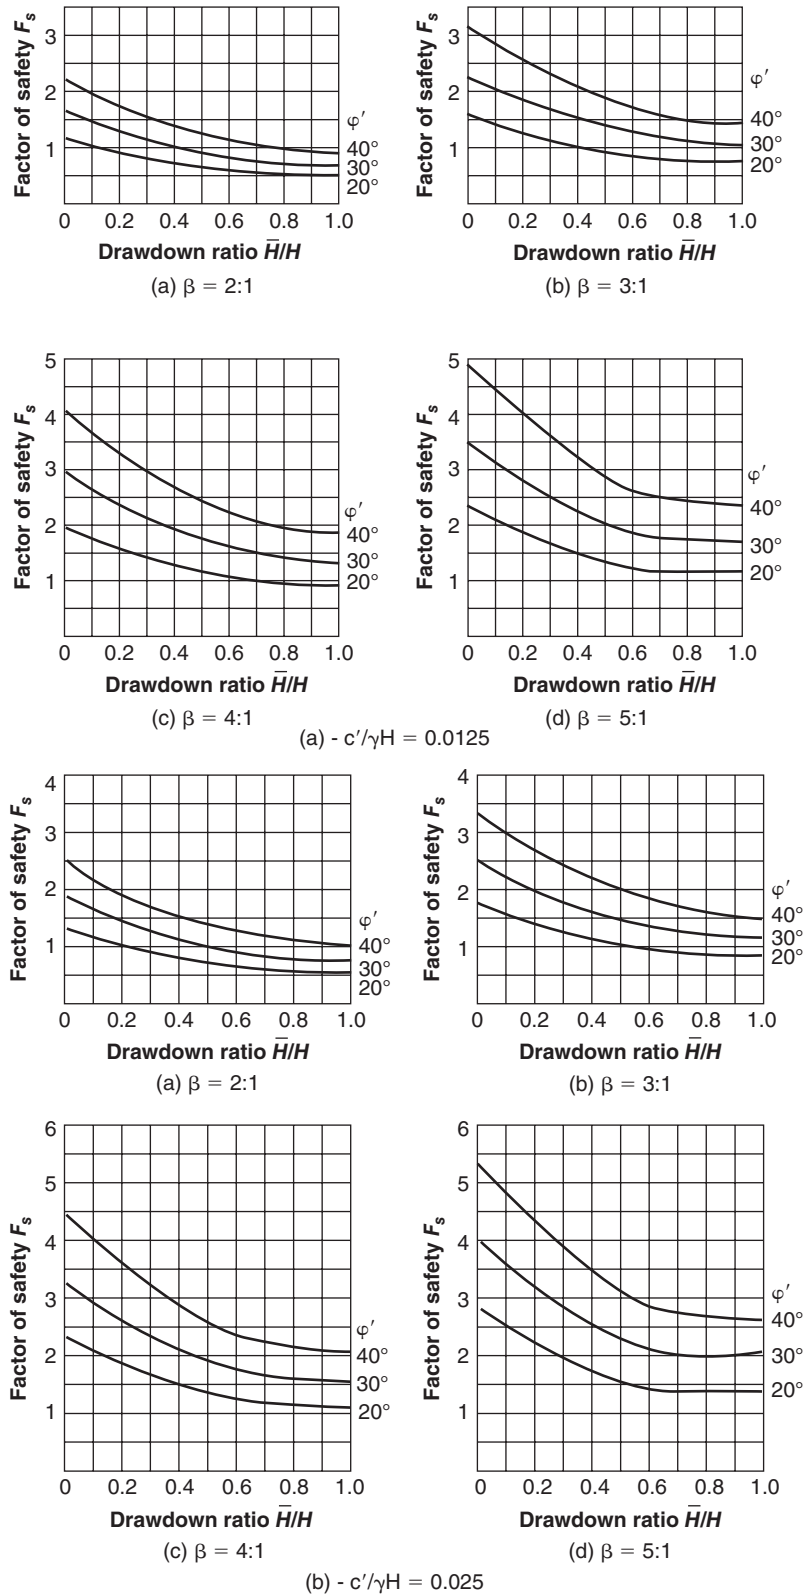 Factor of safety Fs
3
2
1
φ′
40°
30°
20°
0 0.2 0.4 0.6 0.8 1.0
Drawdown ratio H̅/H
(a) β = 2:1
Factor of safety Fs
3
2
1
φ′
40°
30°
20°
0 0.2 0.4 0.6 0.8 1.0
Drawdown ratio H̅/H
(b) β = 3:1
Factor of safety Fs
5
4
3
2
1
φ′
40°
30°
20°
0 0.2 0.4 0.6 0.8 1.0
Drawdown ratio H̅/H
(c) β = 4:1
Factor of safety Fs
5
4
3
2
1
φ′
40°
30°
20°
0 0.2 0.4 0.6 0.8 1.0
Drawdown ratio H̅/H
(d) β = 5:1
(a) - c′/γH = 0.0125
Factor of safety Fs
4
3
2
1
φ′
40°
30°
20°
0 0.2 0.4 0.6 0.8 1.0
Drawdown ratio H̅/H
(a) β = 2:1
Factor of safety Fs
4
3
2
1
φ′
40°
30°
20°
0 0.2 0.4 0.6 0.8 1.0
Drawdown ratio H̅/H
(b) β = 3:1
Factor of safety Fs
6
5
4
3
2
1
φ′
40°
30°
20°
0 0.2 0.4 0.6 0.8 1.0
Drawdown ratio H̅/H
(c) β = 4:1
Factor of safety Fs
6
5
4
3
2
1
φ′
40°
30°
20°
0 0.2 0.4 0.6 0.8 1.0
Drawdown ratio H̅/H
(d) β = 5:1
(b) - c′/γH = 0.025